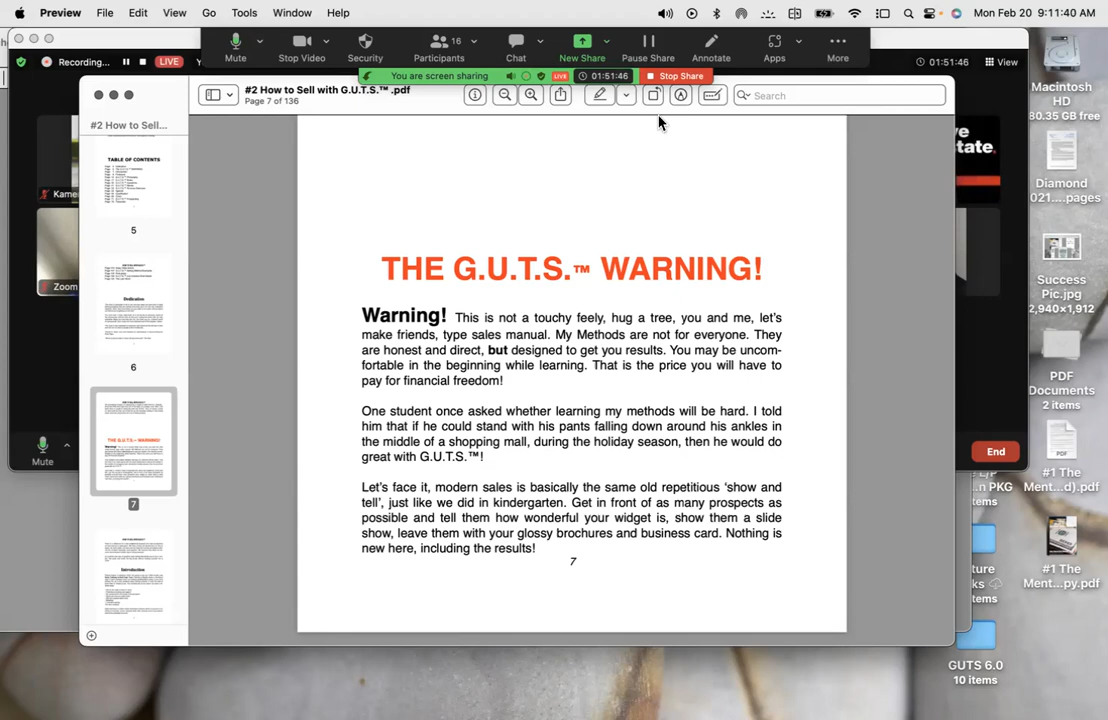 Preview File Edit View Go Tools Window Help Mon Feb 20 9:11:40 AM
Mute Stop Video Security Participants 16 Chat New Share Pause Share Annotate Apps More
Recording... LIVE 01:51:46 View
You are screen sharing LIVE 01:51:46 Stop Share
#2 How to Sell with G.U.T.S.™ .pdf
Page 7 of 136
Search
#2 How to Sell...
TABLE OF CONTENTS
5
Dedication
6
THE G.U.T.S.™ WARNING!
7
Introduction
Zoom
Mute
THE G.U.T.S.™ WARNING!
Warning! This is not a touchy feely, hug a tree, you and me, let's
make friends, type sales manual. My Methods are not for everyone. They
are honest and direct, but designed to get you results. You may be uncom-
fortable in the beginning while learning. That is the price you will have to
pay for financial freedom!
One student once asked whether learning my methods will be hard. I told
him that if he could stand with his pants falling down around his ankles in
the middle of a shopping mall, during the holiday season, then he would do
great with G.U.T.S.™!
Let's face it, modern sales is basically the same old repetitious 'show and
tell', just like we did in kindergarten. Get in front of as many prospects as
possible and tell them how wonderful your widget is, show them a slide
show, leave them with your glossy brochures and business card. Nothing is
new here, including the results!
7
End
Macintosh
HD
80.35 GB free
Diamond
021....pages
Success
Pic.jpg
2,940×1,912
PDF
Documents
2 items
#1 The
Ment...d).pdf
n PKG
items
#1 The
Ment...py.pdf
items
GUTS 6.0
10 items